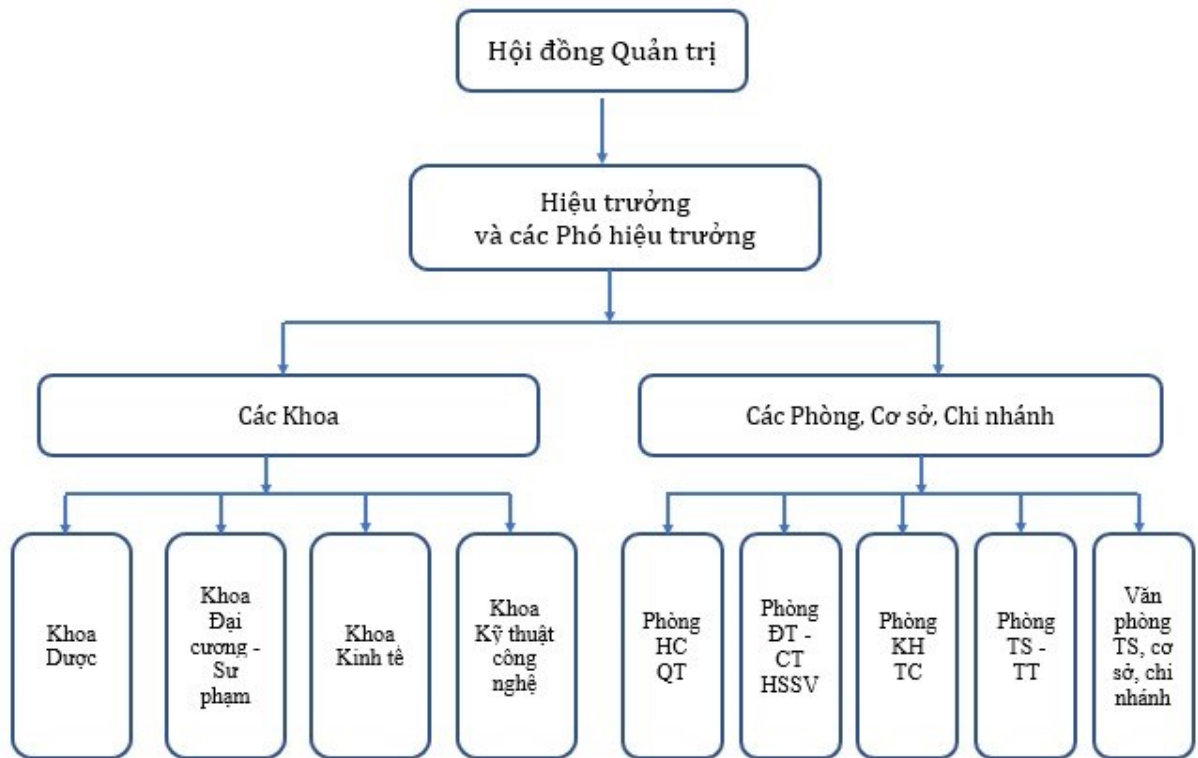 Hội đồng Quản trị
Hiệu trưởng
và các Phó hiệu trưởng
Các Khoa
Các Phòng, Cơ sở, Chi nhánh
Khoa
Dược
Khoa
Đại
cương -
Sư
phạm
Khoa
Kinh tế
Khoa
Kỹ thuật
công
nghệ
Phòng
HC
QT
Phòng
ĐT -
CT
HSSV
Phòng
KH
TC
Phòng
TS -
TT
Văn
phòng
TS, cơ
sở, chi
nhánh